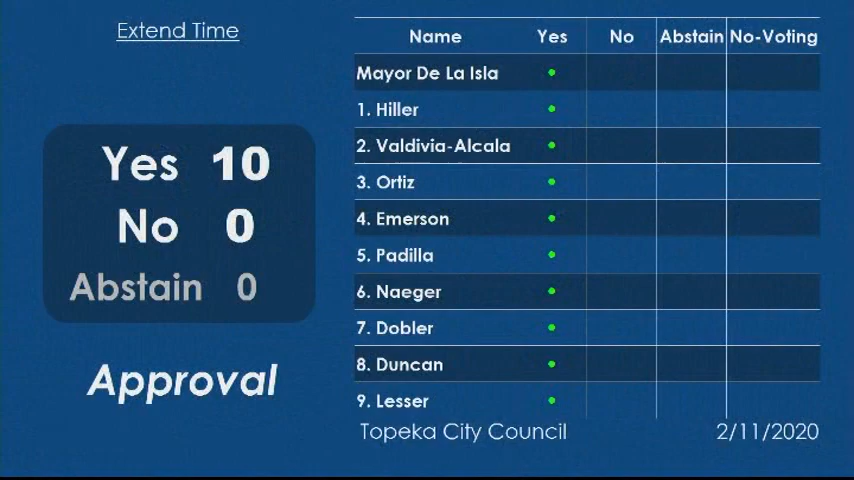 Extend Time
Yes 10
No 0
Abstain 0
Approval
Name Yes No Abstain No-Voting
Mayor De La Isla
1. Hiller
2. Valdivia-Alcala
3. Ortiz
4. Emerson
5. Padilla
6. Naeger
7. Dobler
8. Duncan
9. Lesser
Topeka City Council 2/11/2020